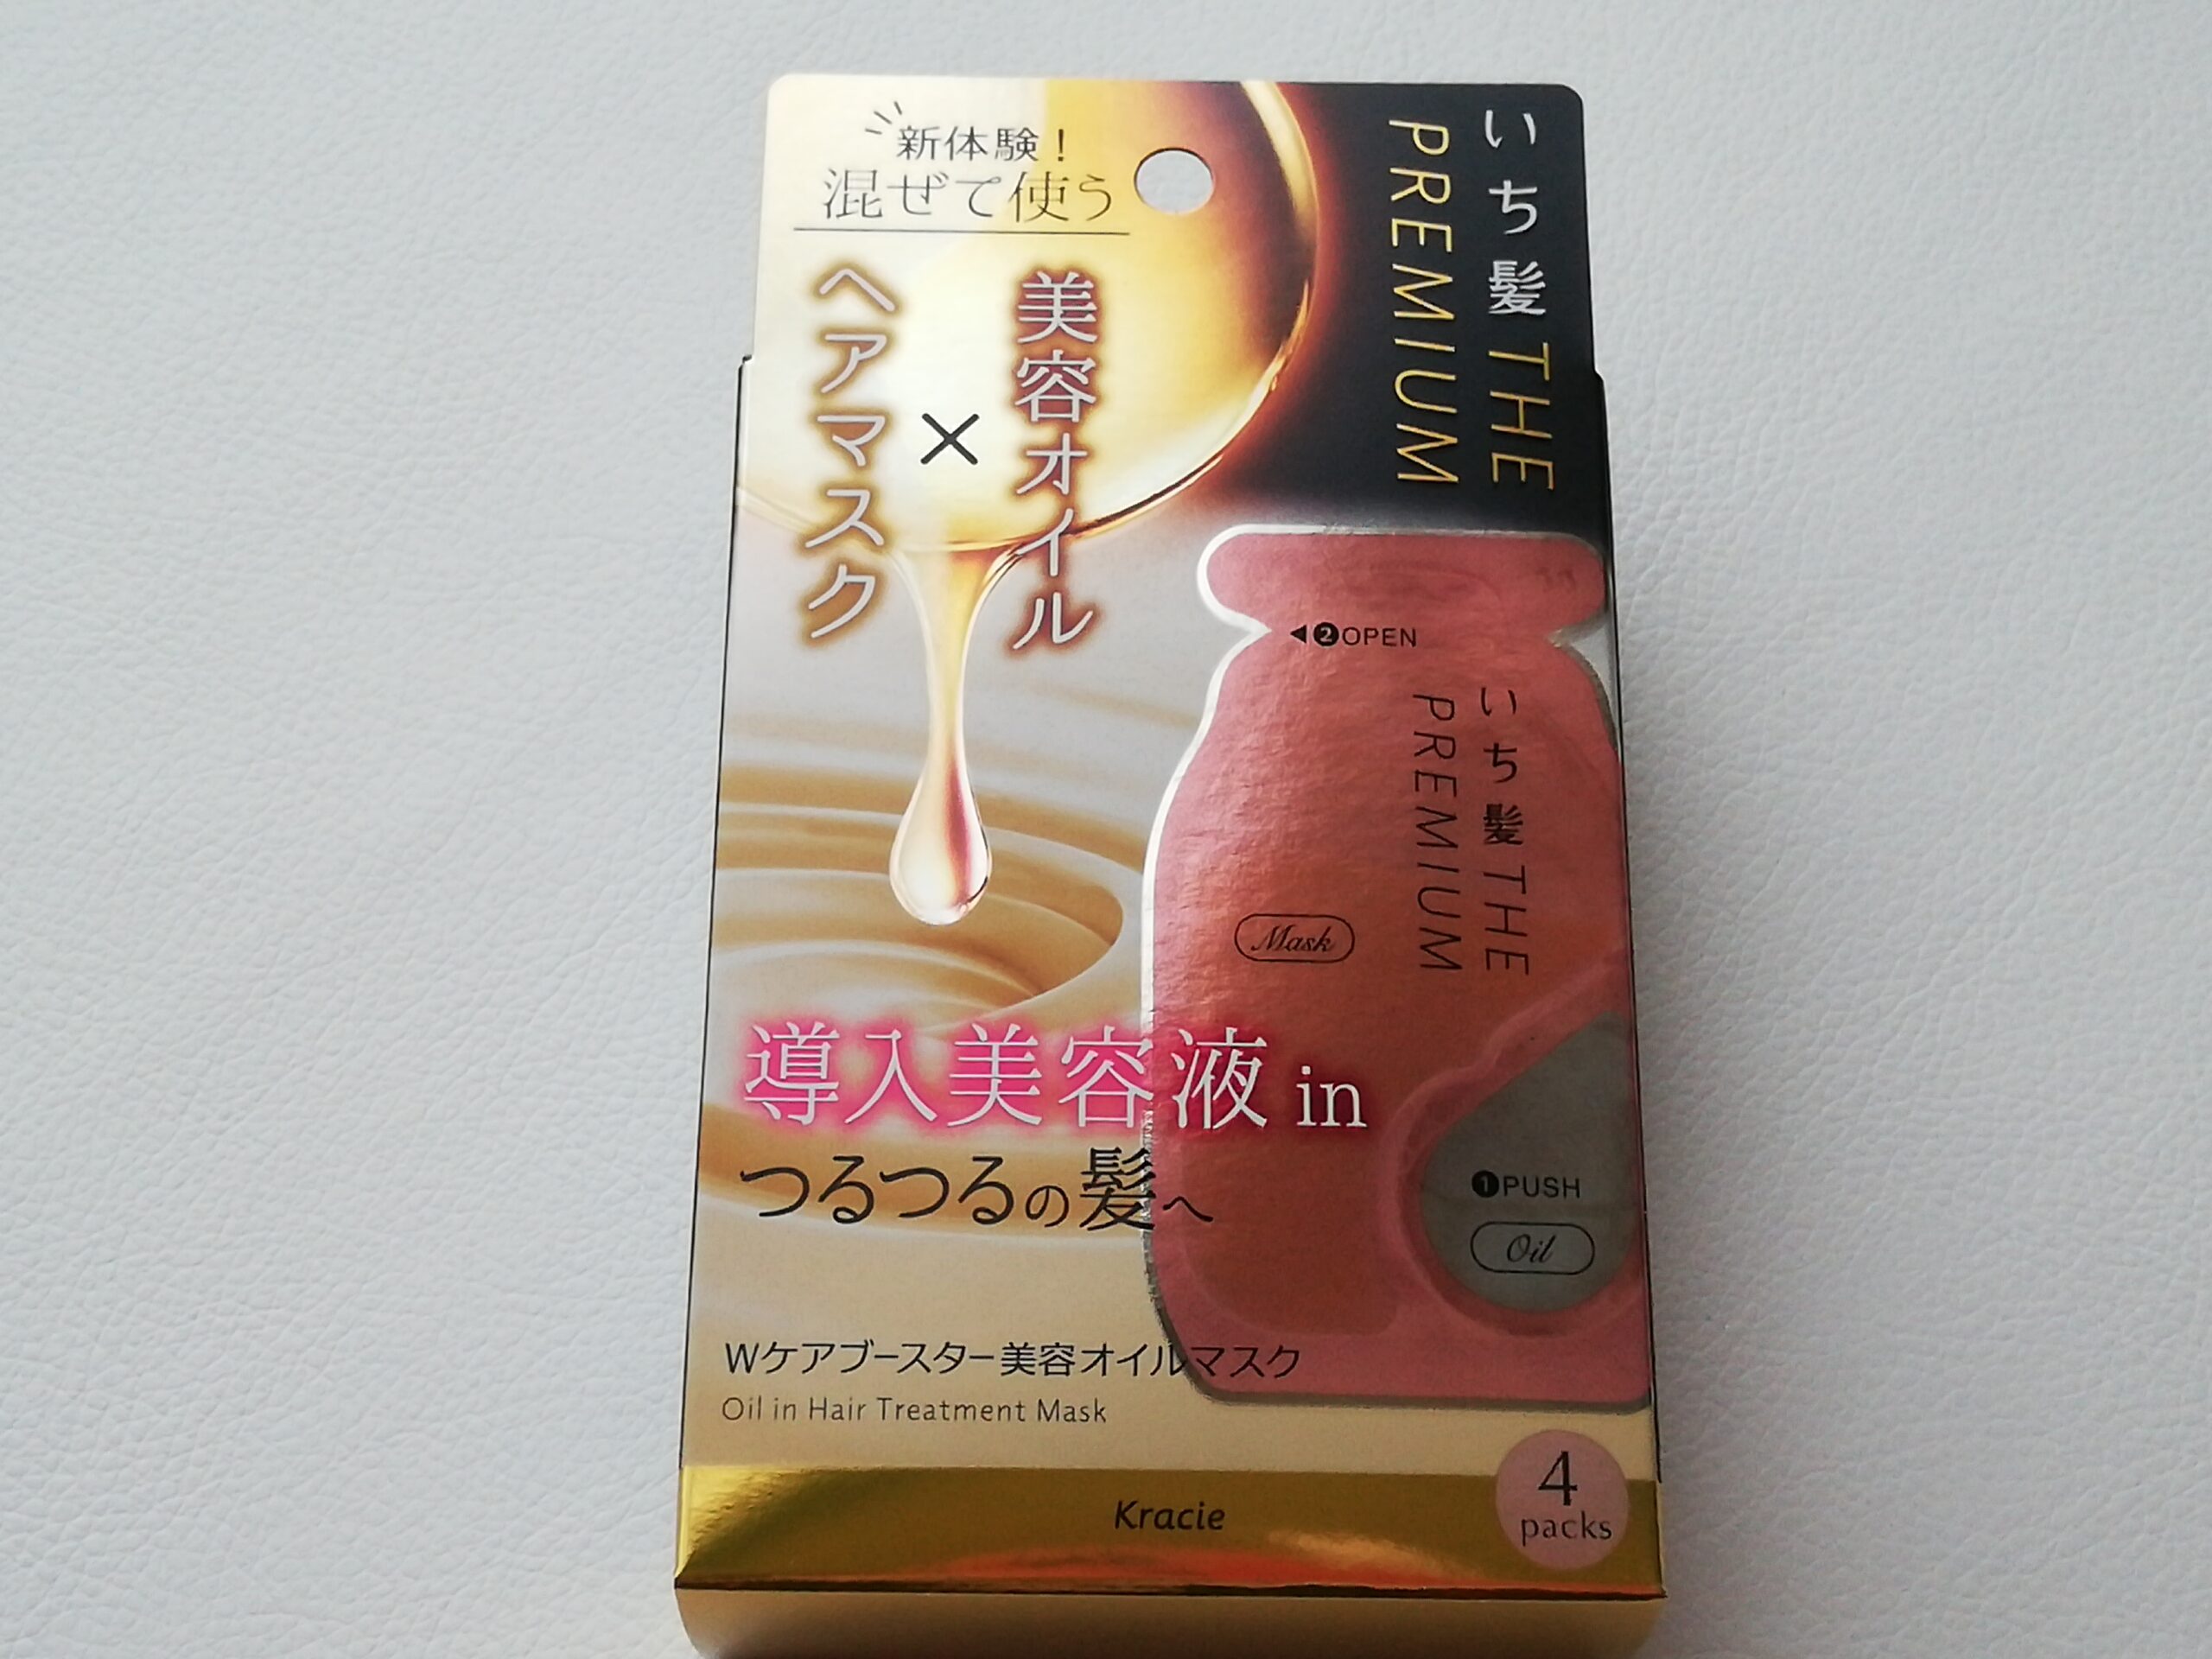 新体験！
混ぜて使う
美容オイル
×
ヘアマスク
いち髪 THE
PREMIUM
◀❷OPEN
いち髪 THE
PREMIUM
Mask
❶PUSH
Oil
導入美容液 in
つるつるの髪へ
Wケアブースター美容オイルマスク
Oil in Hair Treatment Mask
Kracie
4
packs